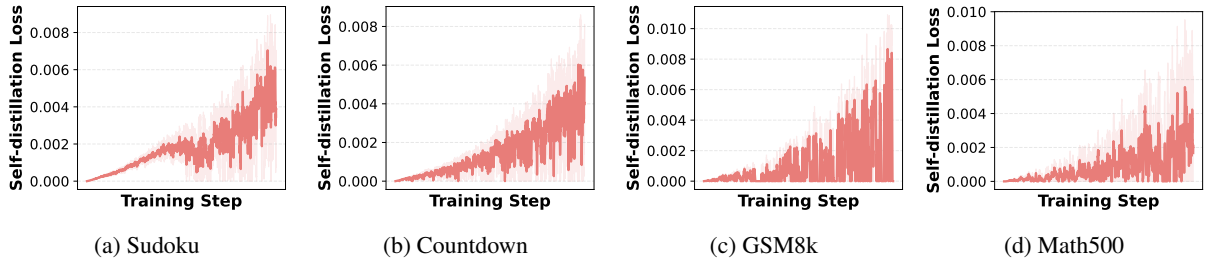 Self-distillation Loss
0.008
0.006
0.004
0.002
0.000
Training Step
(a) Sudoku
Self-distillation Loss
0.008
0.006
0.004
0.002
0.000
Training Step
(b) Countdown
Self-distillation Loss
0.010
0.008
0.006
0.004
0.002
0.000
Training Step
(c) GSM8k
Self-distillation Loss
0.010
0.008
0.006
0.004
0.002
0.000
Training Step
(d) Math500